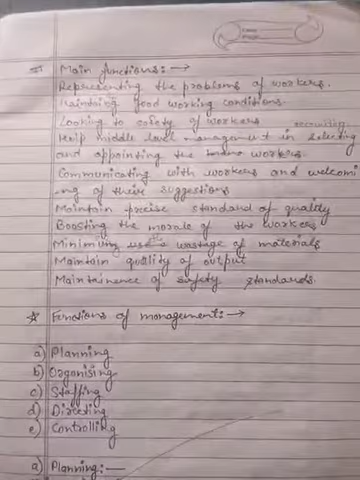 ☆ Main functions:→
Representing the problems of workers.
Maintaing good working conditions.
Looking to safety of workers
recruiting
Help middle level management in selecting
and appointing the workers.
Communicating with workers and welcomi
ng of their suggestions
Maintain precise standard of quality
Boosting the morale of the workers
Minimum use wastage of materials
Maintain quality of output
Maintainence of safety standards.
☆ Functions of management:→
a) Planning
b) Organising
c) Staffing
d) Directing
e) Controlling
a) Planning:—